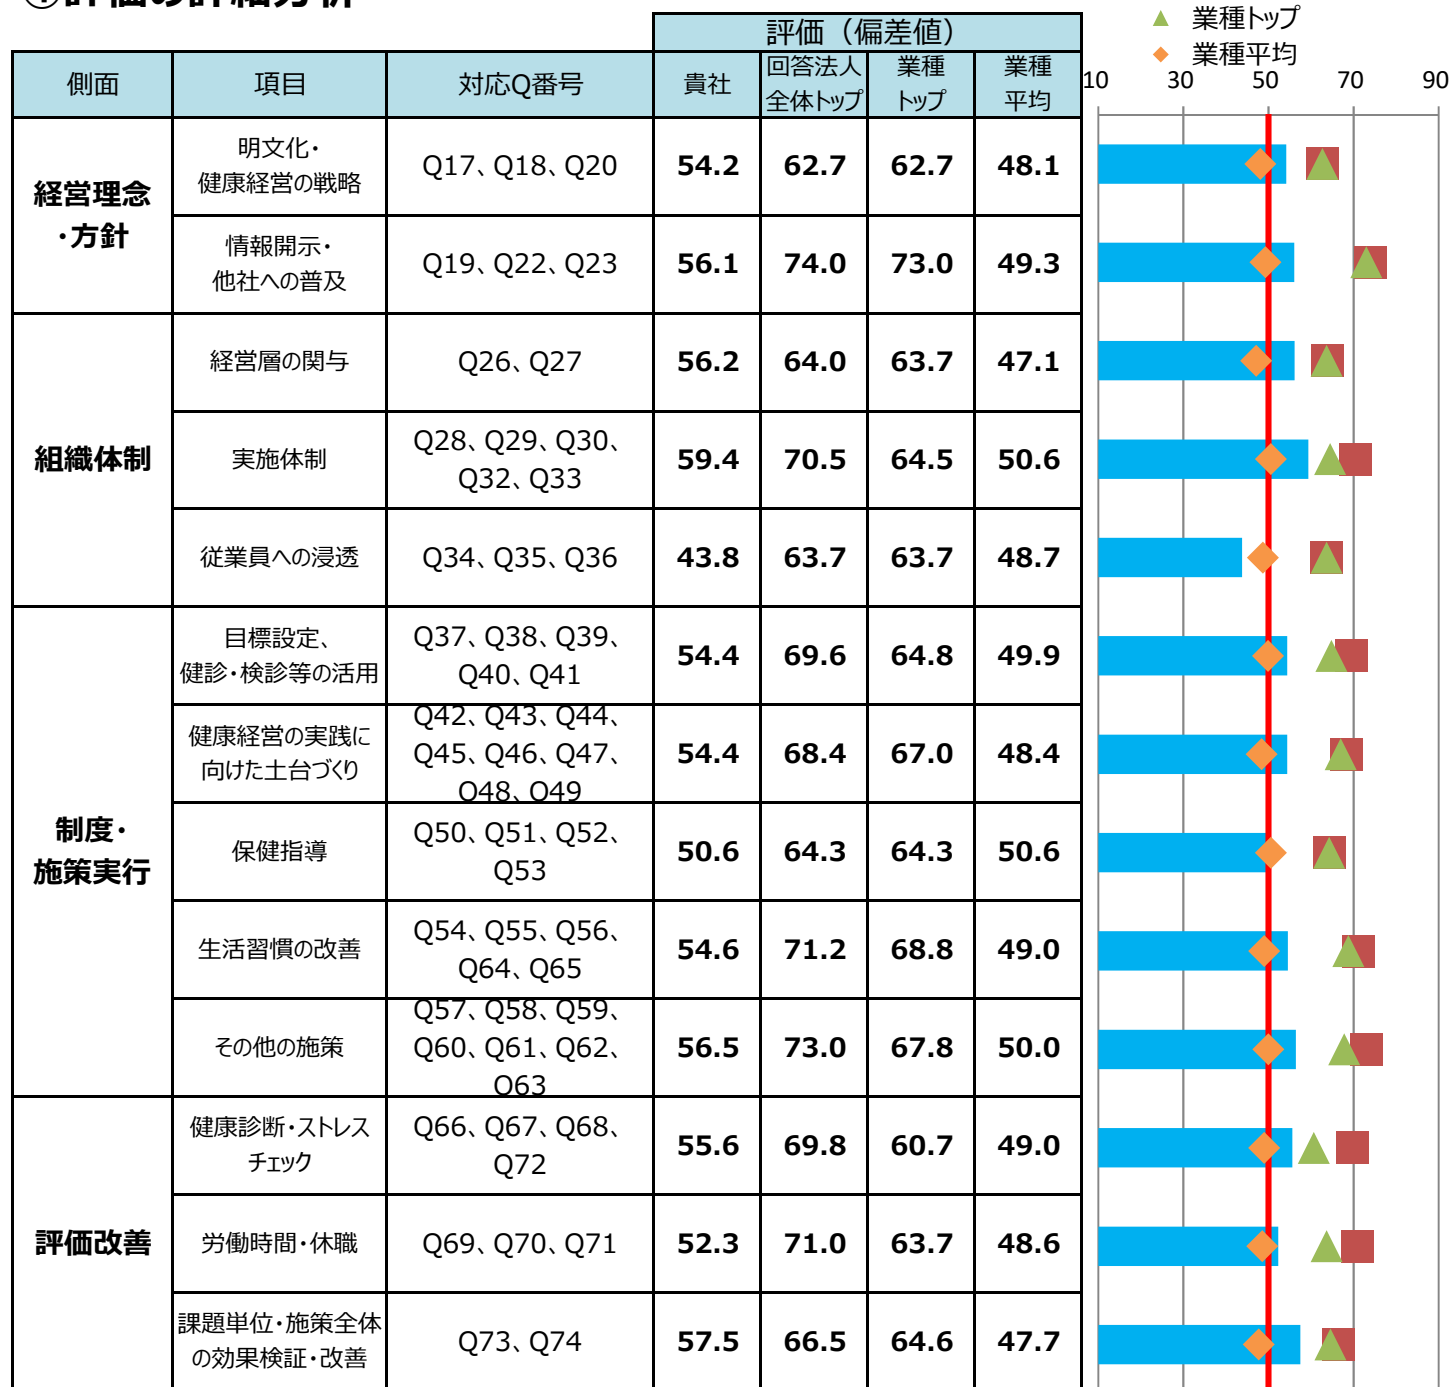 ①評価の詳細分析
業種トップ
業種平均
評価（偏差値）
側面 項目 対応Q番号 貴社 回答法人 業種 業種
全体トップ トップ 平均
10 30 50 70 90
経営理念
・方針
明文化・
健康経営の戦略
Q17、Q18、Q20
54.2 62.7 62.7 48.1
情報開示・
他社への普及
Q19、Q22、Q23
56.1 74.0 73.0 49.3
組織体制
経営層の関与
Q26、Q27
56.2 64.0 63.7 47.1
実施体制
Q28、Q29、Q30、
Q32、Q33
59.4 70.5 64.5 50.6
従業員への浸透
Q34、Q35、Q36
43.8 63.7 63.7 48.7
制度・
施策実行
目標設定、
健診・検診等の活用
Q37、Q38、Q39、
Q40、Q41
54.4 69.6 64.8 49.9
健康経営の実践に
向けた土台づくり
Q42、Q43、Q44、
Q45、Q46、Q47、
Q48、Q49
54.4 68.4 67.0 48.4
保健指導
Q50、Q51、Q52、
Q53
50.6 64.3 64.3 50.6
生活習慣の改善
Q54、Q55、Q56、
Q64、Q65
54.6 71.2 68.8 49.0
その他の施策
Q57、Q58、Q59、
Q60、Q61、Q62、
Q63
56.5 73.0 67.8 50.0
評価改善
健康診断・ストレス
チェック
Q66、Q67、Q68、
Q72
55.6 69.8 60.7 49.0
労働時間・休職
Q69、Q70、Q71
52.3 71.0 63.7 48.6
課題単位・施策全体
の効果検証・改善
Q73、Q74
57.5 66.5 64.6 47.7